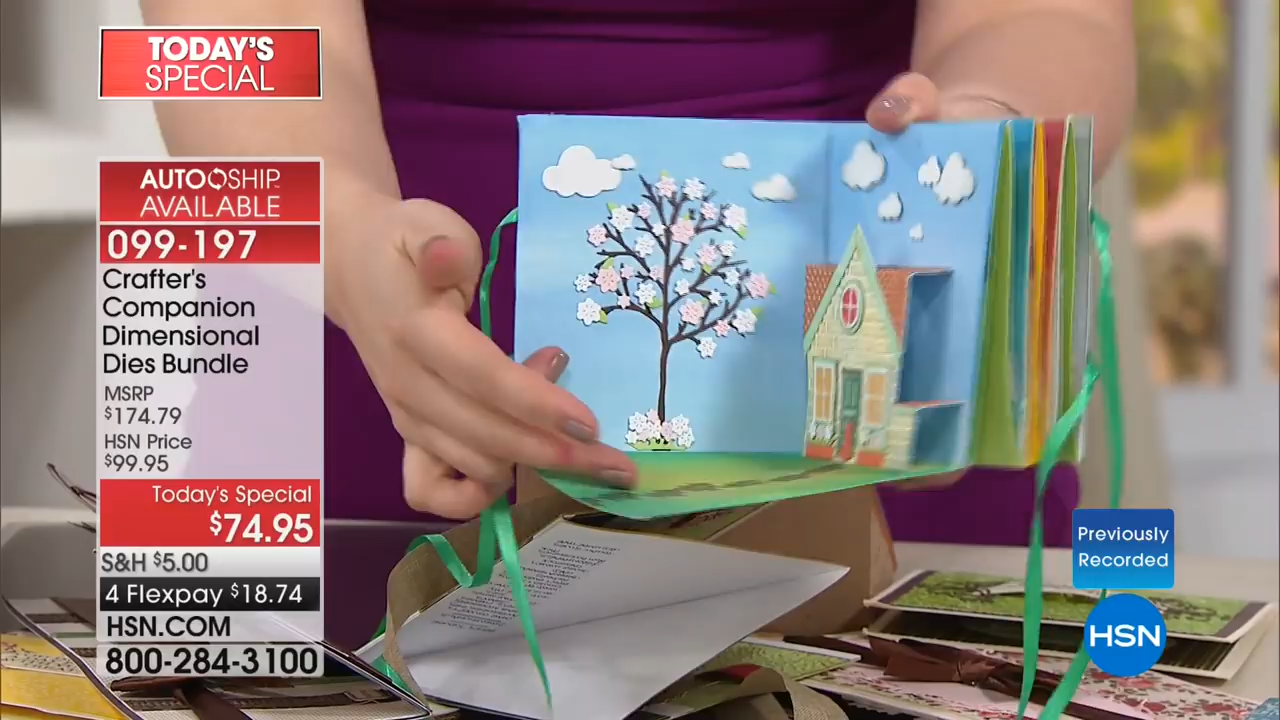 TODAY'S
SPECIAL
AUTOSHIP
AVAILABLE
099-197
Crafter's
Companion
Dimensional
Dies Bundle
MSRP
$174.79
HSN Price
$99.95
Today's Special
$74.95
S&H $5.00
4 Flexpay $18.74
HSN.COM
800-284-3100
Previously
Recorded
HSN